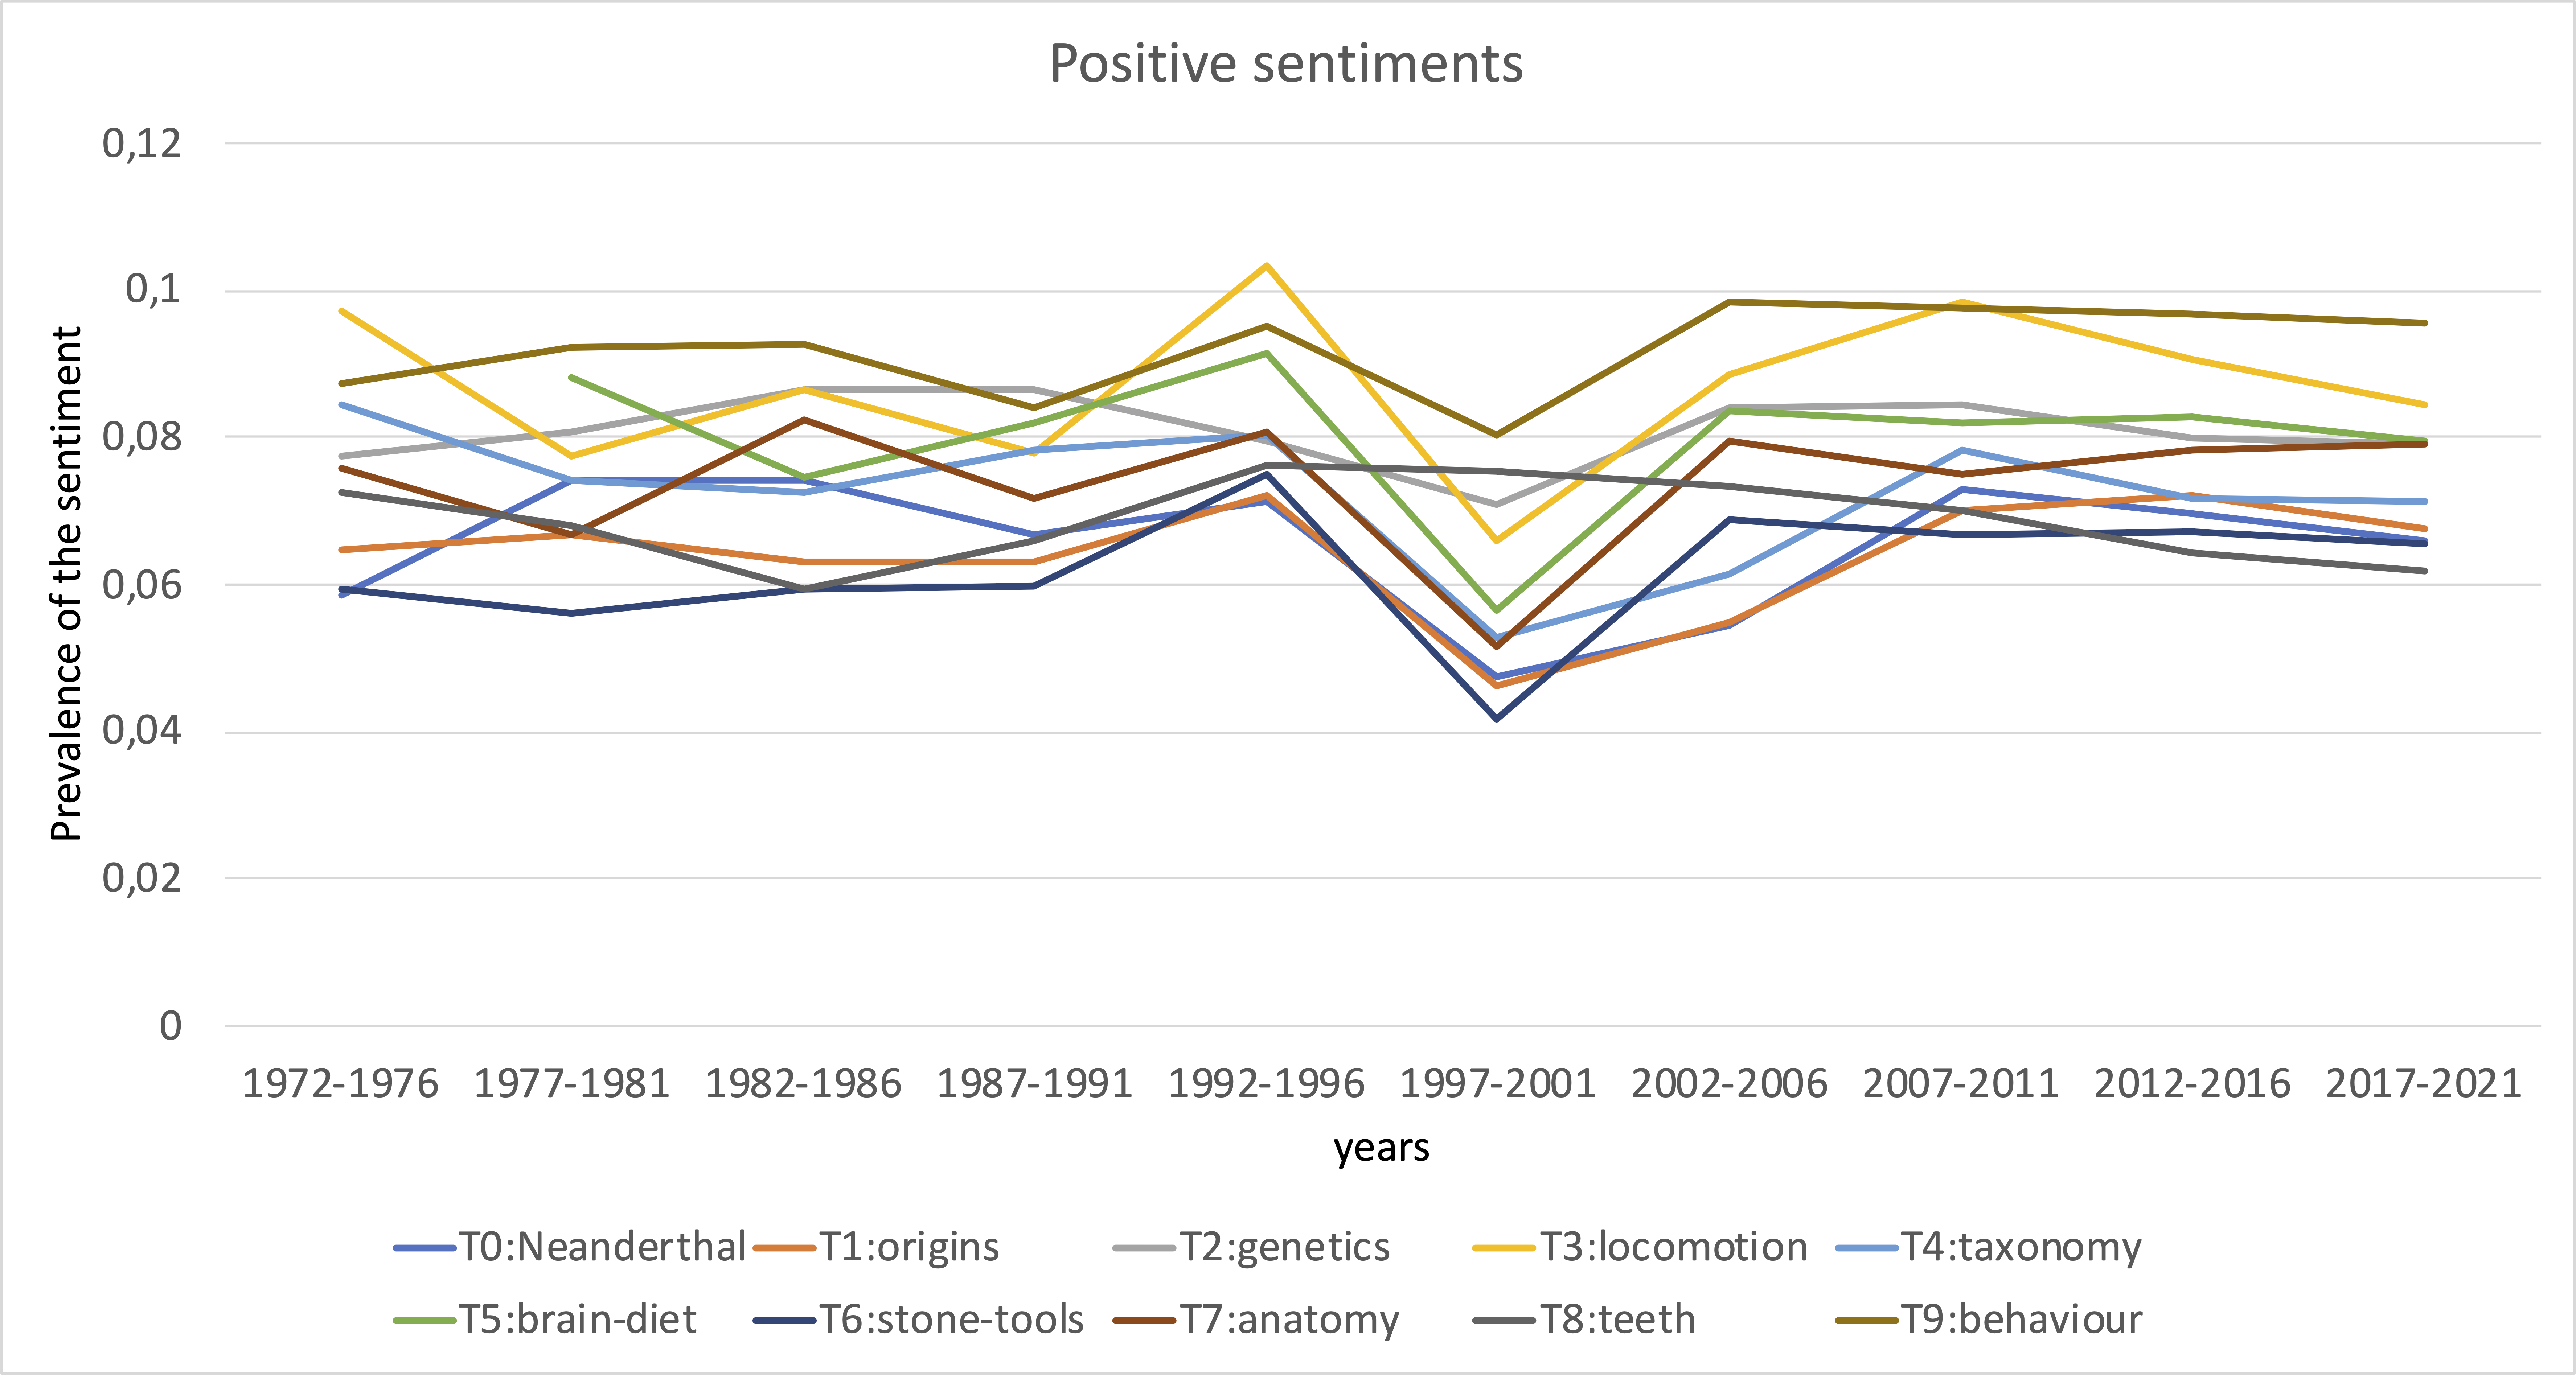 Positive sentiments
Prevalence of the sentiment
0,12
0,1
0,08
0,06
0,04
0,02
0
1972-1976 1977-1981 1982-1986 1987-1991 1992-1996 1997-2001 2002-2006 2007-2011 2012-2016 2017-2021
years
T0:Neanderthal T1:origins T2:genetics T3:locomotion T4:taxonomy
T5:brain-diet T6:stone-tools T7:anatomy T8:teeth T9:behaviour